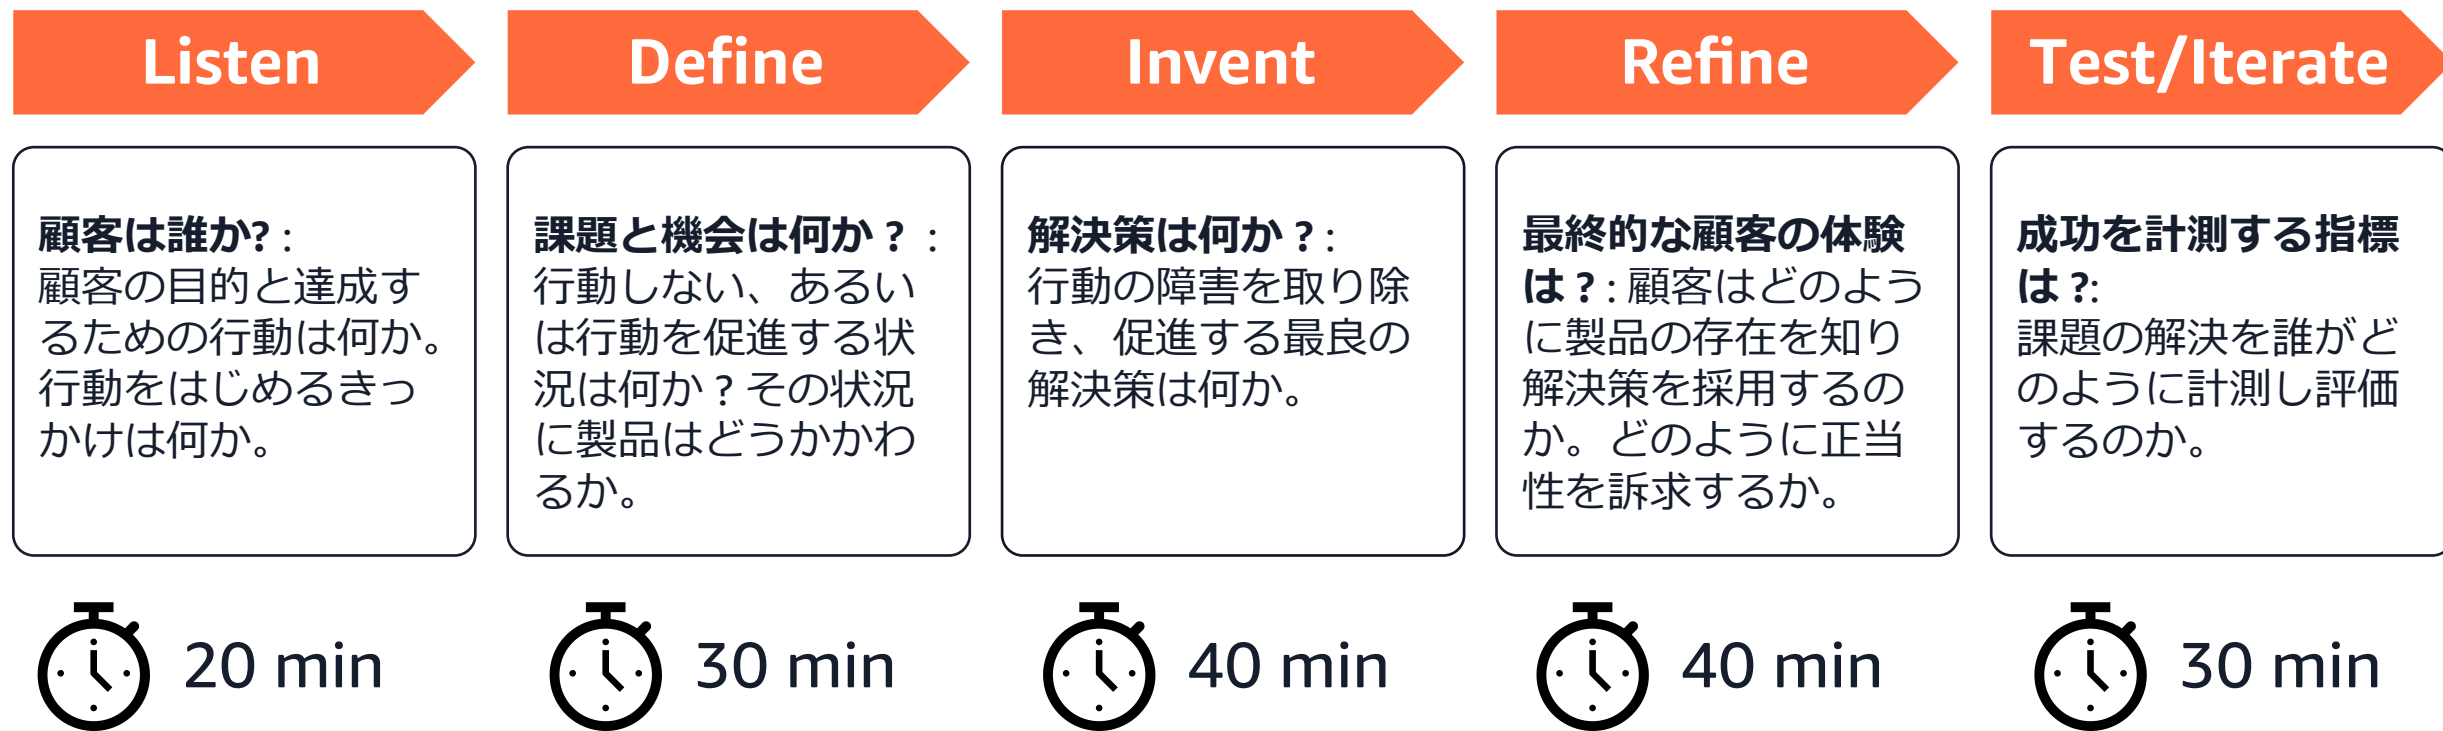 Listen
Define
Invent
Refine
Test/Iterate
顧客は誰か? :
顧客の目的と達成す
るための行動は何か。
行動をはじめるきっ
かけは何か。
課題と機会は何か ? :
行動しない、あるい
は行動を促進する状
況は何か ? その状況
に製品はどうかかわ
るか。
解決策は何か ? :
行動の障害を取り除
き、促進する最良の
解決策は何か。
最終的な顧客の体験
は ? : 顧客はどのよう
に製品の存在を知り
解決策を採用するの
か。どのように正当
性を訴求するか。
成功を計測する指標
は ?:
課題の解決を誰がど
のように計測し評価
するのか。
20 min
30 min
40 min
40 min
30 min